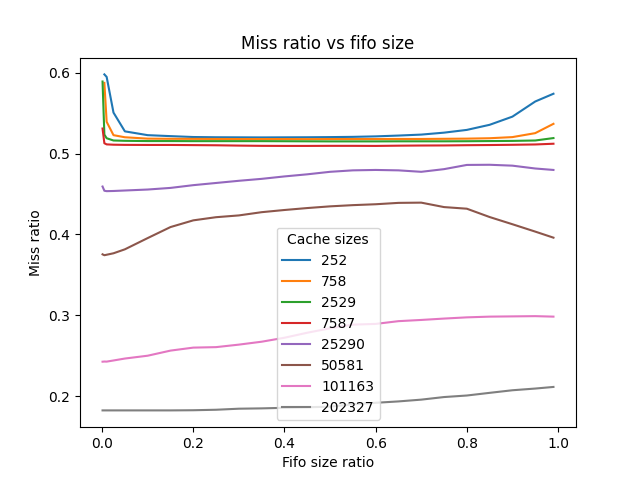 Miss ratio vs fifo size
0.6
0.5
0.4
0.3
0.2
Miss ratio
Cache sizes
252
758
2529
7587
25290
50581
101163
202327
0.0 0.2 0.4 0.6 0.8 1.0
Fifo size ratio